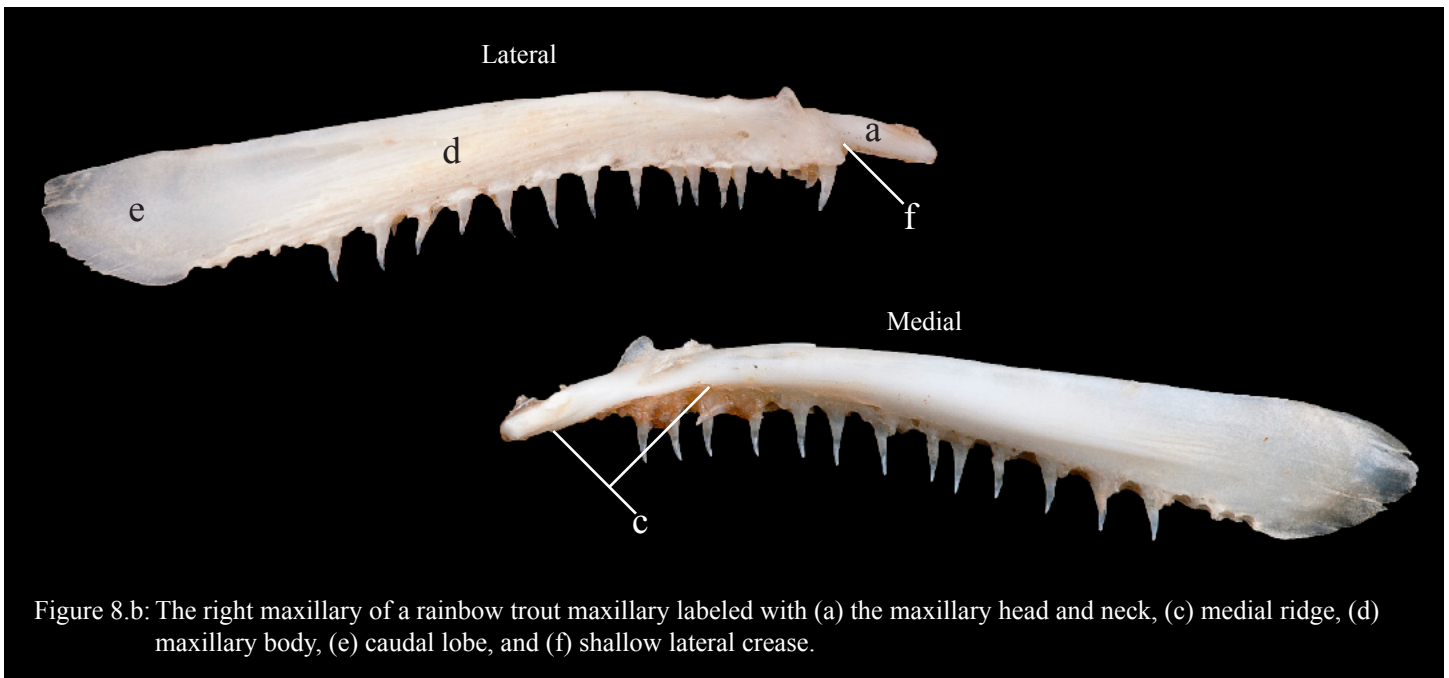 Lateral
a
d
e
f
Medial
c
Figure 8.b: The right maxillary of a rainbow trout maxillary labeled with (a) the maxillary head and neck, (c) medial ridge, (d)
maxillary body, (e) caudal lobe, and (f) shallow lateral crease.